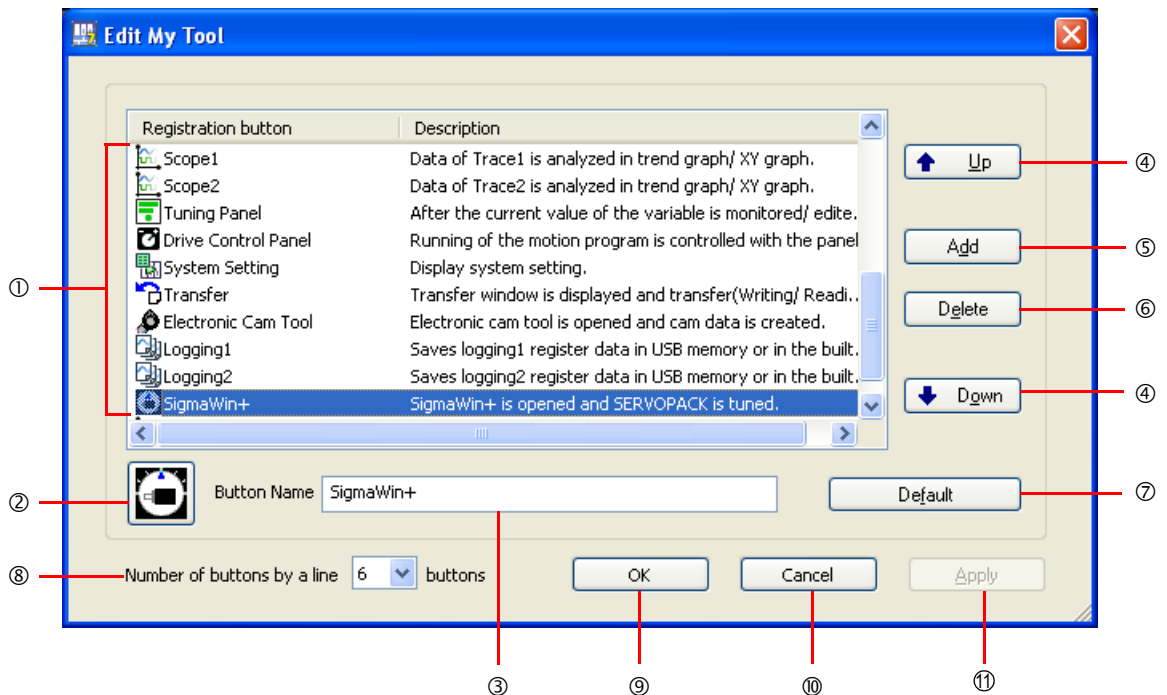 Edit My Tool
Registration button Description
Scope1 Data of Trace1 is analyzed in trend graph/ XY graph.
Scope2 Data of Trace2 is analyzed in trend graph/ XY graph.
Tuning Panel After the current value of the variable is monitored/ edite.
Drive Control Panel Running of the motion program is controlled with the panel
System Setting Display system setting.
Transfer Transfer window is displayed and transfer(Writing/ Readi..
Electronic Cam Tool Electronic cam tool is opened and cam data is created.
Logging1 Saves logging1 register data in USB memory or in the built.
Logging2 Saves logging2 register data in USB memory or in the built.
SigmaWin+ SigmaWin+ is opened and SERVOPACK is tuned.
Up ④
Add ⑤
① Delete ⑥
Down ④
② Button Name SigmaWin+ Default ⑦
⑧ Number of buttons by a line 6 buttons OK Cancel Apply
③ ⑨ ⑩ ⑪